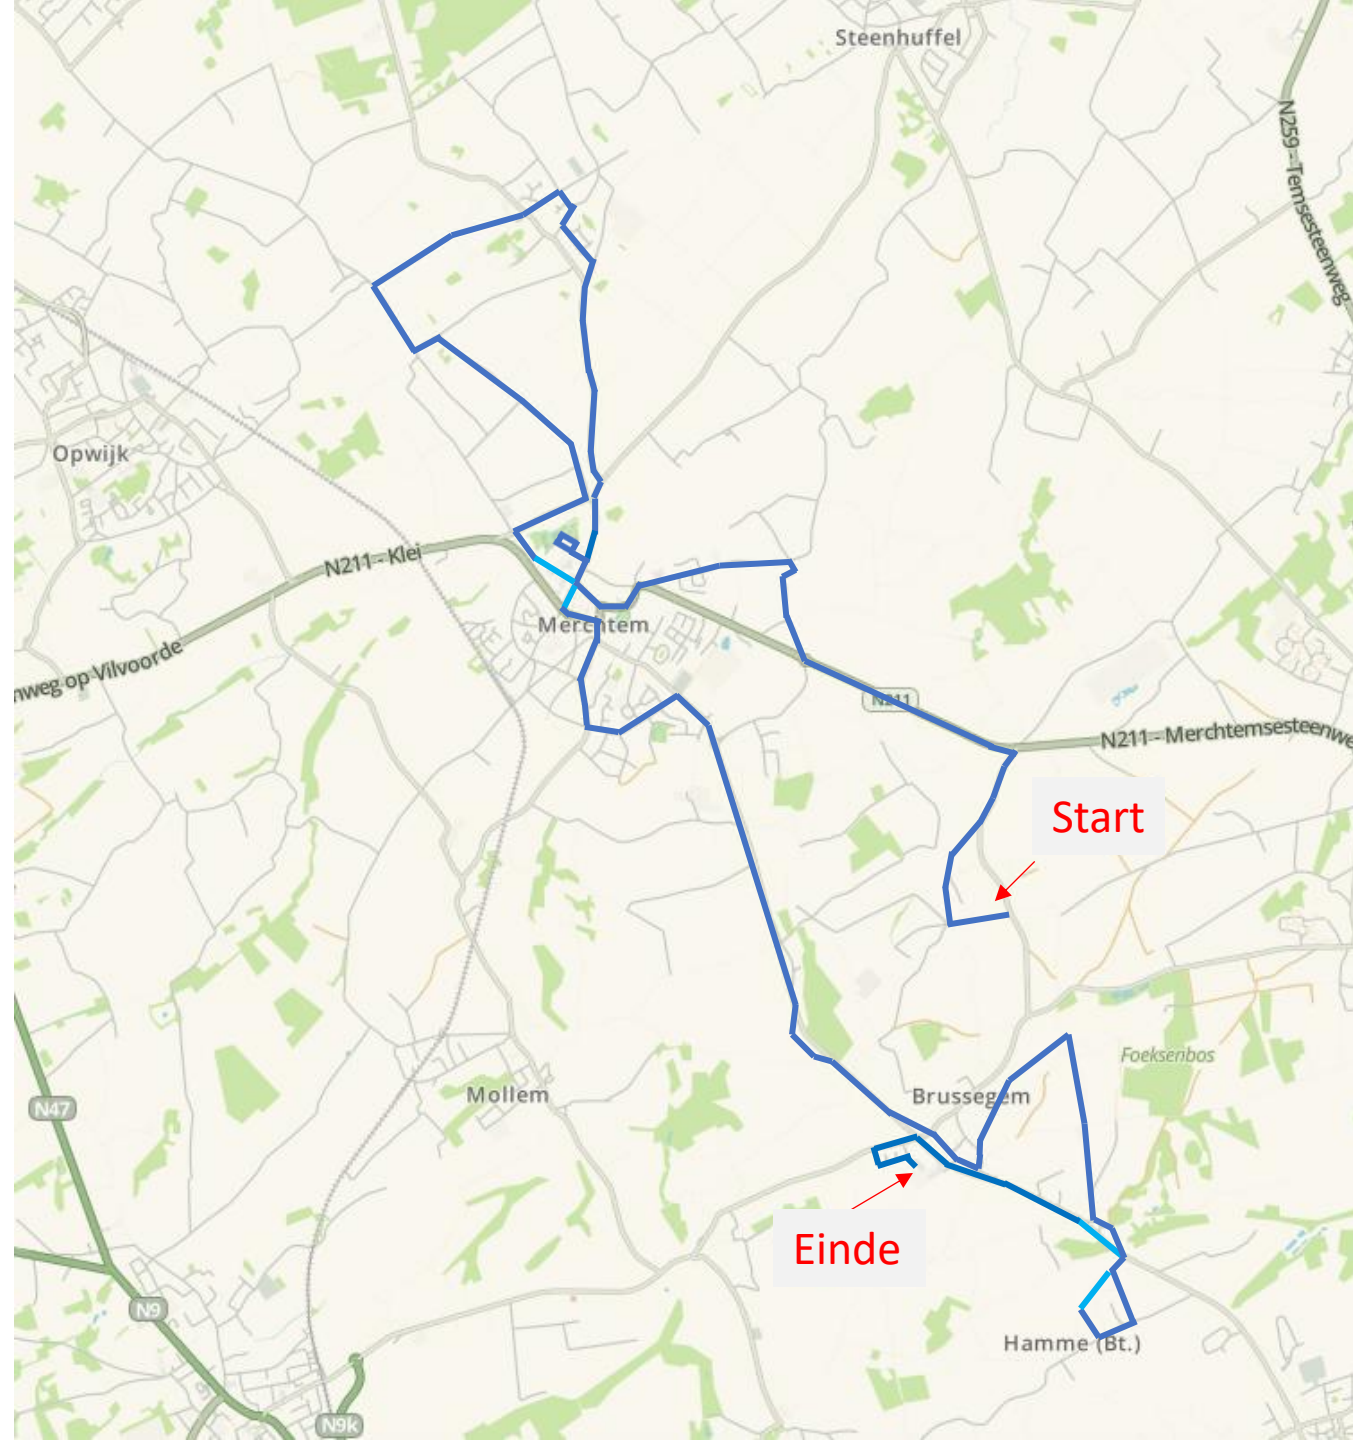 Steenhuffel
N259 - Temsesteenweg
Opwijk
N211 - Klei
Merchtem
nweg op Vilvoorde
N211
N211 - Merchtemsesteenwe
Start
Foeksenbos
Mollem
Brussegem
N47
Einde
N9
Hamme (Bt.)
N9k